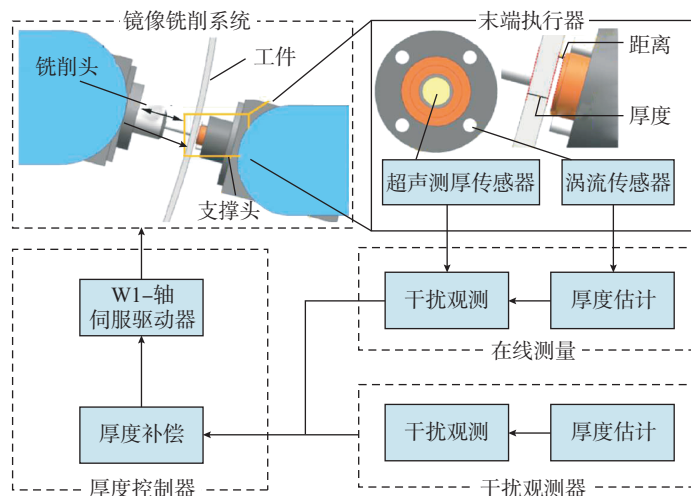 镜像铣削系统
末端执行器
铣削头
工件
支撑头
距离
厚度
超声测厚传感器
涡流传感器
W1-轴
伺服驱动器
干扰观测
厚度估计
在线测量
厚度补偿
干扰观测
厚度估计
厚度控制器
干扰观测器